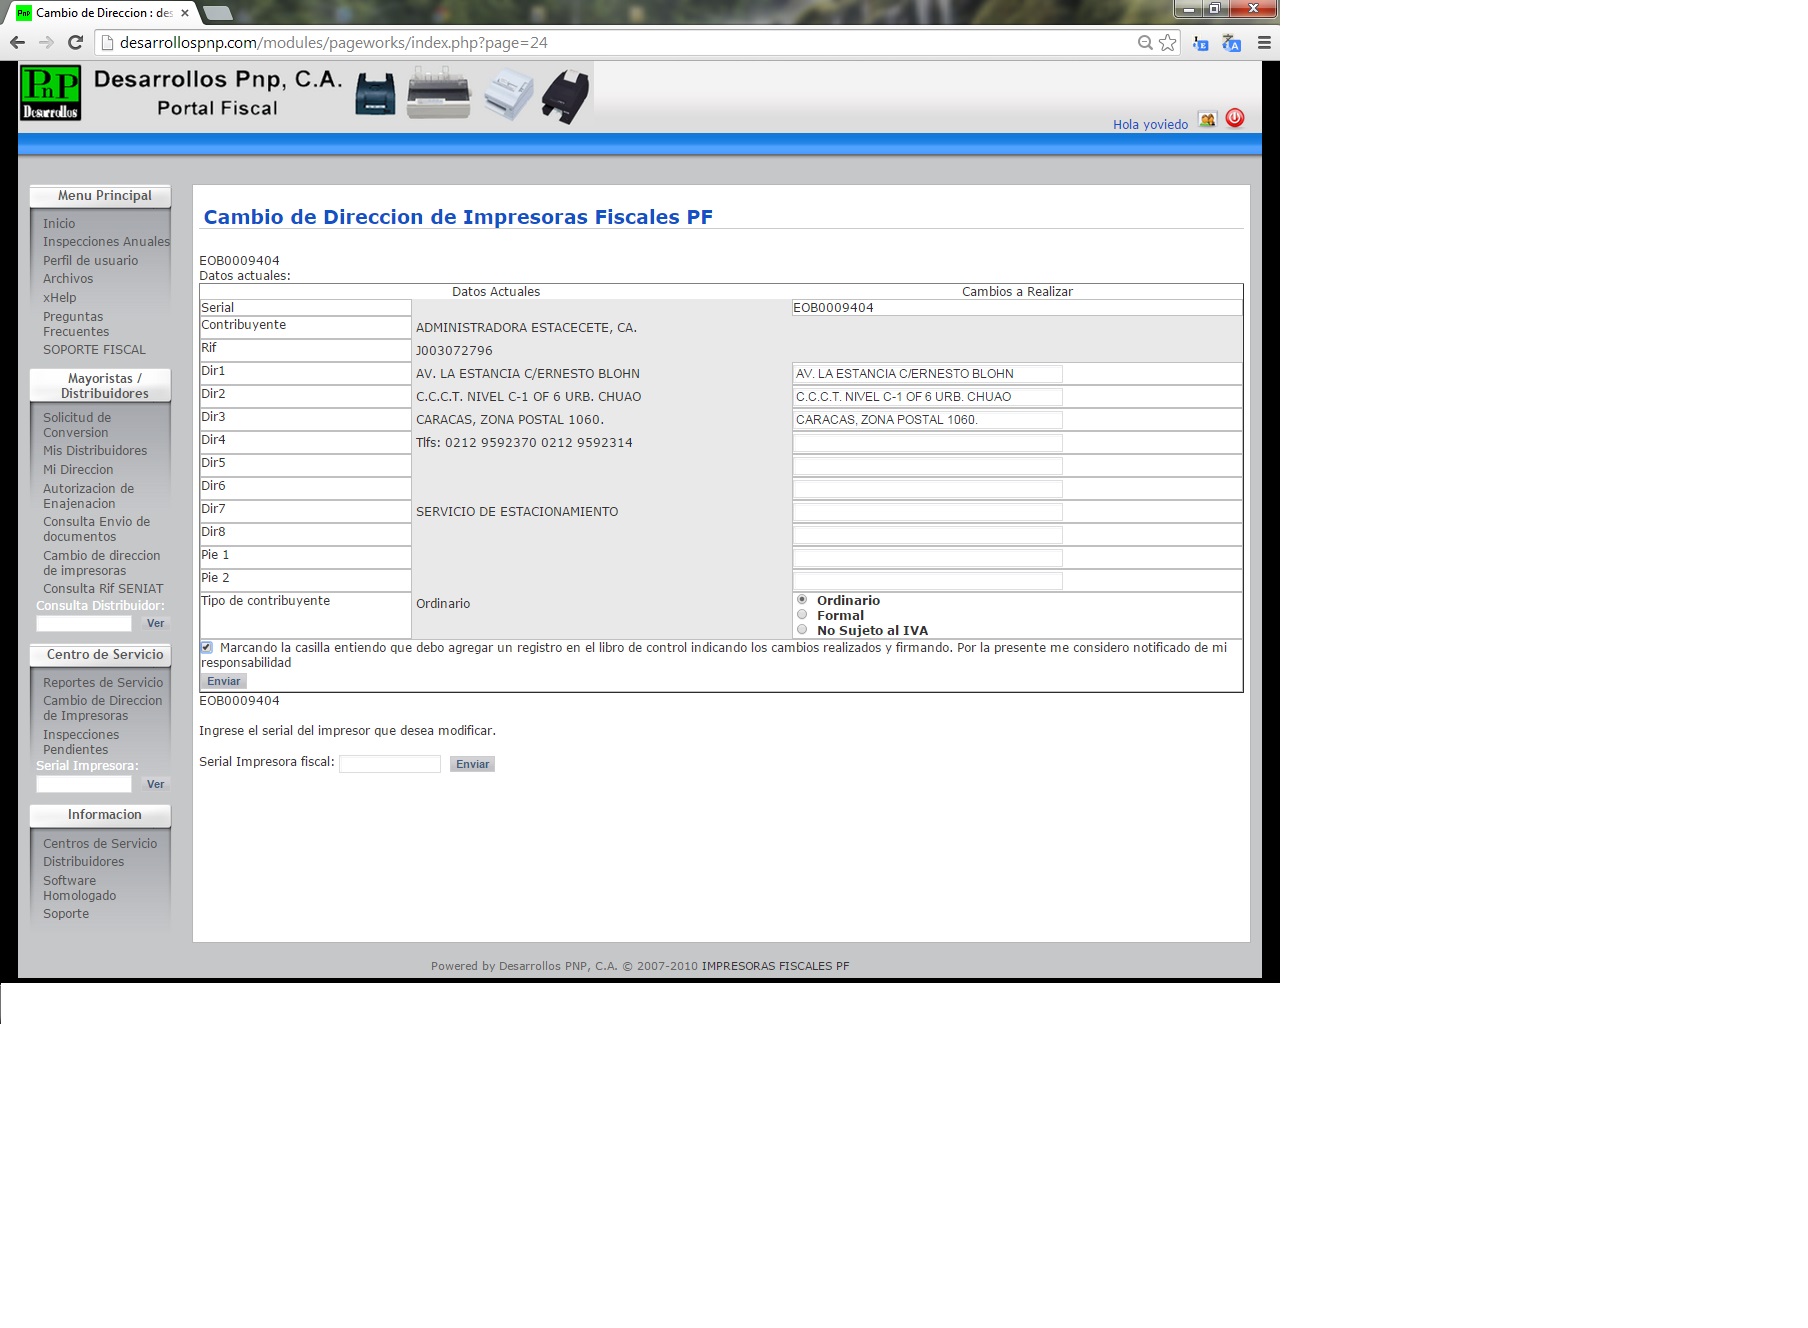 Cambio de Direccion : des
desarrollospnp.com/modules/pageworks/index.php?page=24
PnP
Desarrollos
Desarrollos Pnp, C.A.
Portal Fiscal
Hola yoviedo
Menu Principal
Inicio
Inspecciones Anuales
Perfil de usuario
Archivos
xHelp
Preguntas
Frecuentes
SOPORTE FISCAL
Mayoristas /
Distribuidores
Solicitud de
Conversion
Mis Distribuidores
Mi Direccion
Autorizacion de
Enajenacion
Consulta Envio de
documentos
Cambio de direccion
de impresoras
Consulta Rif SENIAT
Consulta Distribuidor:
Ver
Centro de Servicio
Reportes de Servicio
Cambio de Direccion
de Impresoras
Inspecciones
Pendientes
Serial Impresora:
Ver
Informacion
Centros de Servicio
Distribuidores
Software
Homologado
Soporte
Cambio de Direccion de Impresoras Fiscales PF
EOB0009404
Datos actuales:
Datos Actuales Cambios a Realizar
Serial EOB0009404
Contribuyente ADMINISTRADORA ESTACECETE, CA.
Rif J003072796
Dir1 AV. LA ESTANCIA C/ERNESTO BLOHN AV. LA ESTANCIA C/ERNESTO BLOHN
Dir2 C.C.C.T. NIVEL C-1 OF 6 URB. CHUAO C.C.C.T. NIVEL C-1 OF 6 URB. CHUAO
Dir3 CARACAS, ZONA POSTAL 1060. CARACAS, ZONA POSTAL 1060.
Dir4 Tlfs: 0212 9592370 0212 9592314
Dir5
Dir6
Dir7 SERVICIO DE ESTACIONAMIENTO
Dir8
Pie 1
Pie 2
Tipo de contribuyente Ordinario Ordinario
Formal
No Sujeto al IVA
Marcando la casilla entiendo que debo agregar un registro en el libro de control indicando los cambios realizados y firmando. Por la presente me considero notificado de mi
responsabilidad
Enviar
EOB0009404
Ingrese el serial del impresor que desea modificar.
Serial Impresora fiscal: Enviar
Powered by Desarrollos PNP, C.A. © 2007-2010 IMPRESORAS FISCALES PF